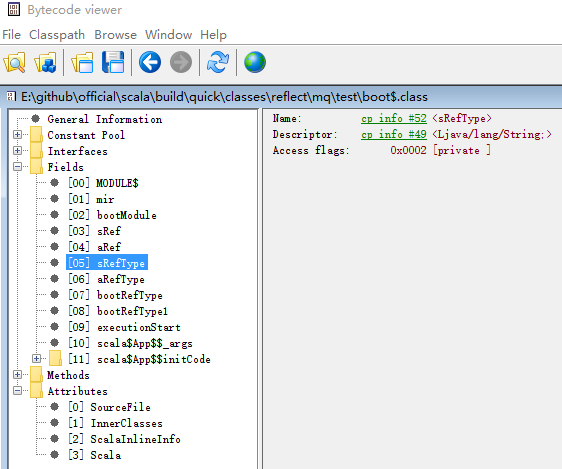 Bytecode viewer
File Classpath Browse Window Help
E:\github\official\scala\build\quick\classes\reflect\mq\test\boot$.class
General Information
Constant Pool
Interfaces
Fields
[00] MODULE$
[01] mir
[02] bootModule
[03] sRef
[04] aRef
[05] sRefType
[06] aRefType
[07] bootRefType
[08] bootRefType1
[09] executionStart
[10] scala$App$$_args
[11] scala$App$$initCode
Methods
Attributes
[0] SourceFile
[1] InnerClasses
[2] ScalaInlineInfo
[3] Scala
Name: cp info #52 <sRefType>
Descriptor: cp info #49 <Ljava/lang/String;>
Access flags: 0x0002 [private ]